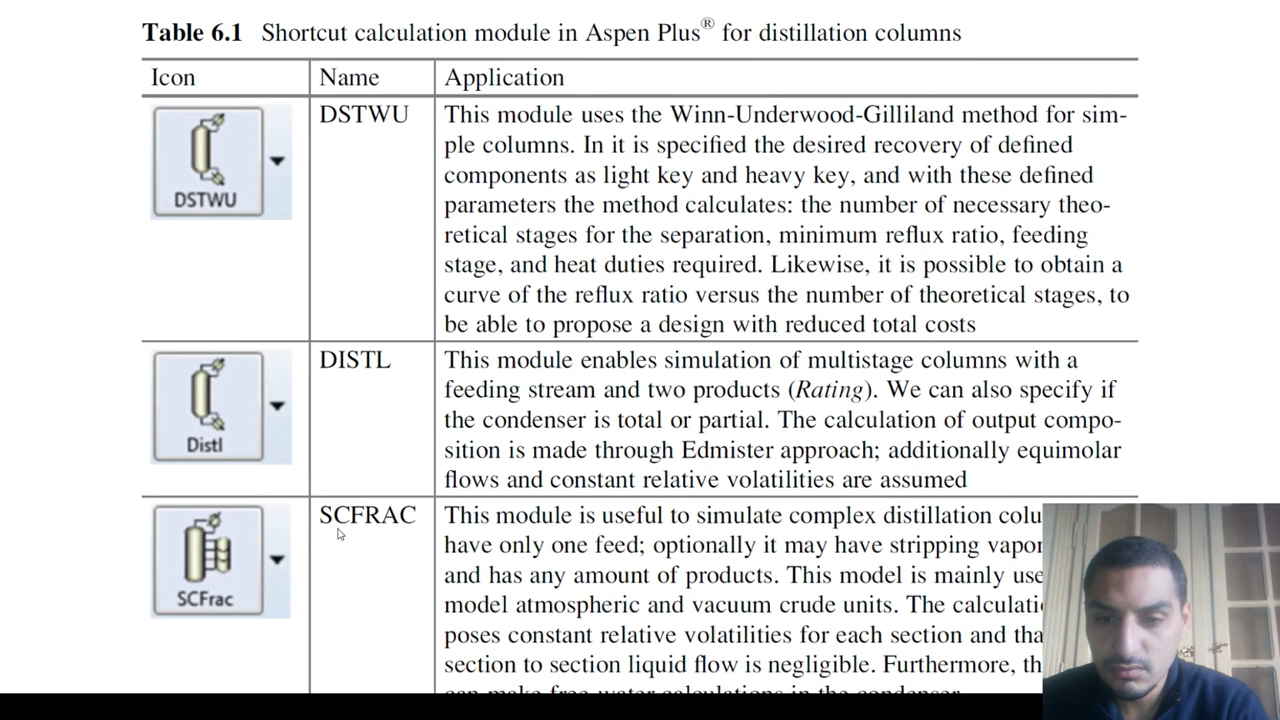 Table 6.1 Shortcut calculation module in Aspen Plus® for distillation columns
Icon Name Application
DSTWU
DSTWU
This module uses the Winn-Underwood-Gilliland method for sim-
ple columns. In it is specified the desired recovery of defined
components as light key and heavy key, and with these defined
parameters the method calculates: the number of necessary theo-
retical stages for the separation, minimum reflux ratio, feeding
stage, and heat duties required. Likewise, it is possible to obtain a
curve of the reflux ratio versus the number of theoretical stages, to
be able to propose a design with reduced total costs
Distl
DISTL
This module enables simulation of multistage columns with a
feeding stream and two products (Rating). We can also specify if
the condenser is total or partial. The calculation of output compo-
sition is made through Edmister approach; additionally equimolar
flows and constant relative volatilities are assumed
SCFrac
SCFRAC
This module is useful to simulate complex distillation colu
have only one feed; optionally it may have stripping vapor
and has any amount of products. This model is mainly use
model atmospheric and vacuum crude units. The calculati
poses constant relative volatilities for each section and tha
section to section liquid flow is negligible. Furthermore, th
can make free water calculations in the condenser